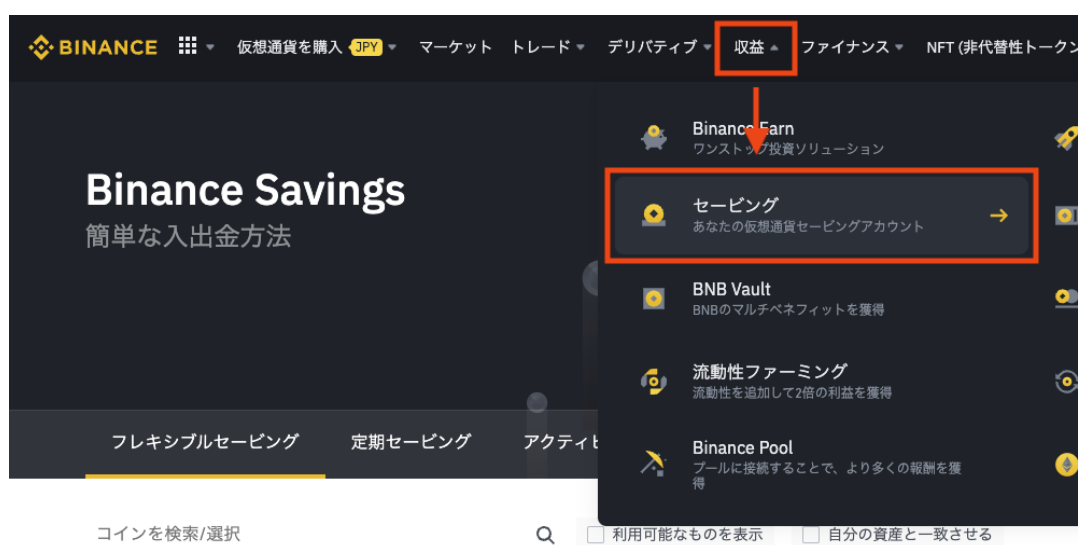 BINANCE 仮想通貨を購入 JPY マーケット トレード デリバティブ 収益 ファイナンス NFT (非代替性トークン
Binance Earn
ワンストップ投資ソリューション
Binance Savings
簡単な入出金方法
セービング
あなたの仮想通貨セービングアカウント
BNB Vault
BNBのマルチベネフィットを獲得
流動性ファーミング
流動性を追加して2倍の利益を獲得
フレキシブルセービング 定期セービング アクティビ
Binance Pool
プールに接続することで、より多くの報酬を獲
得
コインを検索/選択 利用可能なものを表示 自分の資産と一致させる